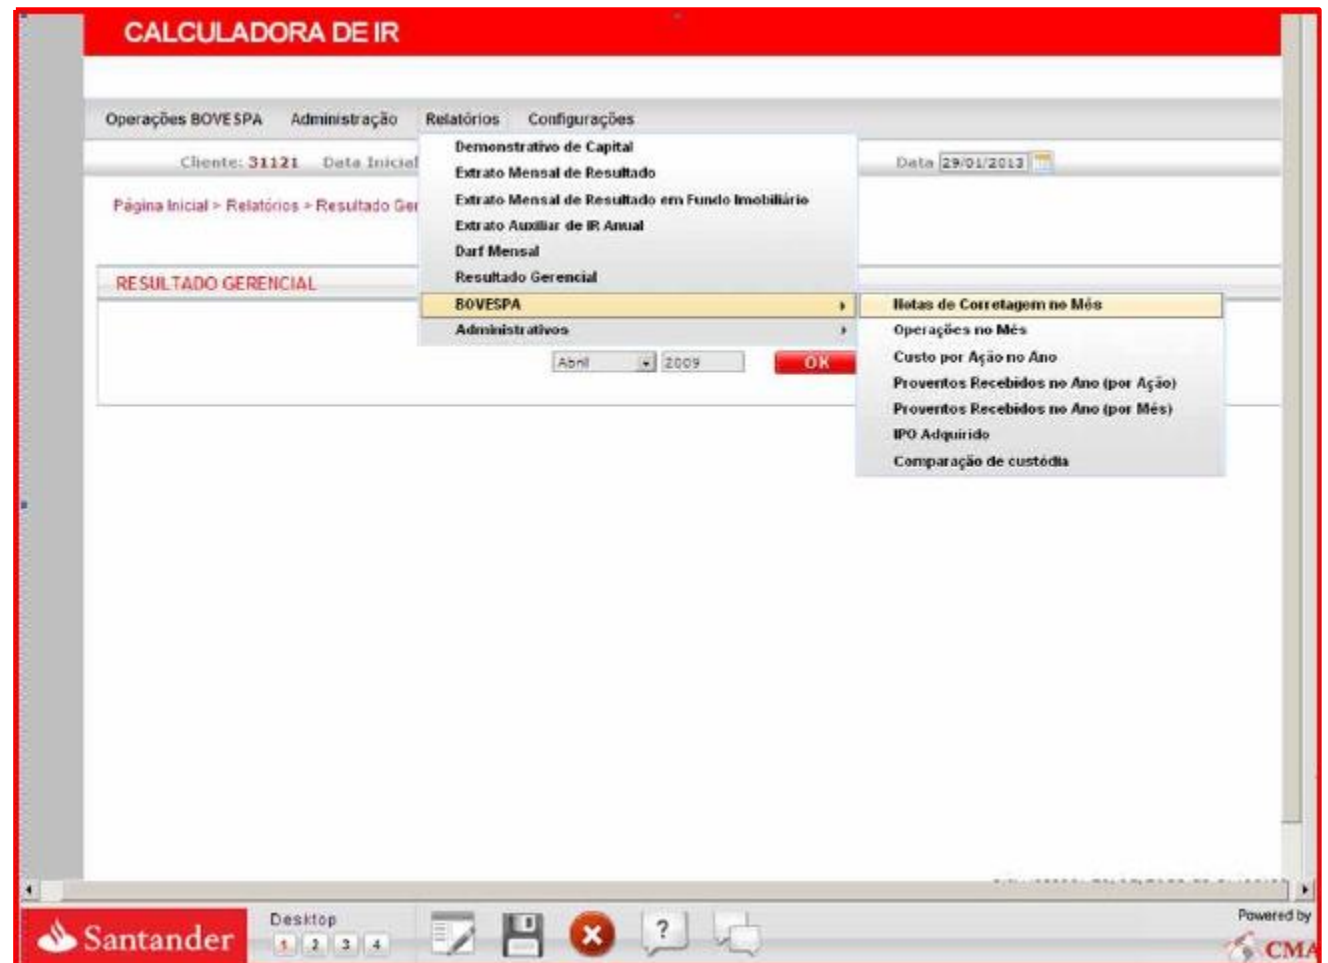 CALCULADORA DE IR
Operações BOVESPA Administração Relatórios Configurações
Cliente: 31121 Data Inicial Data 29/01/2013
Página Inicial > Relatórios > Resultado Ger
Demonstrativo de Capital
Extrato Mensal de Resultado
Extrato Mensal de Resultado em Fundo Imobiliário
Extrato Auxiliar de IR Anual
Darf Mensal
Resultado Gerencial
BOVESPA
Administrativos
Notas de Corretagem no Mês
Operações no Mês
Custo por Ação no Ano
Proventos Recebidos no Ano (por Ação)
Proventos Recebidos no Ano (por Mês)
IPO Adquirido
Comparação de custódia
RESULTADO GERENCIAL
Abril 2009 OK
Santander
Desktop
1 2 3 4
?
Powered by
CMA